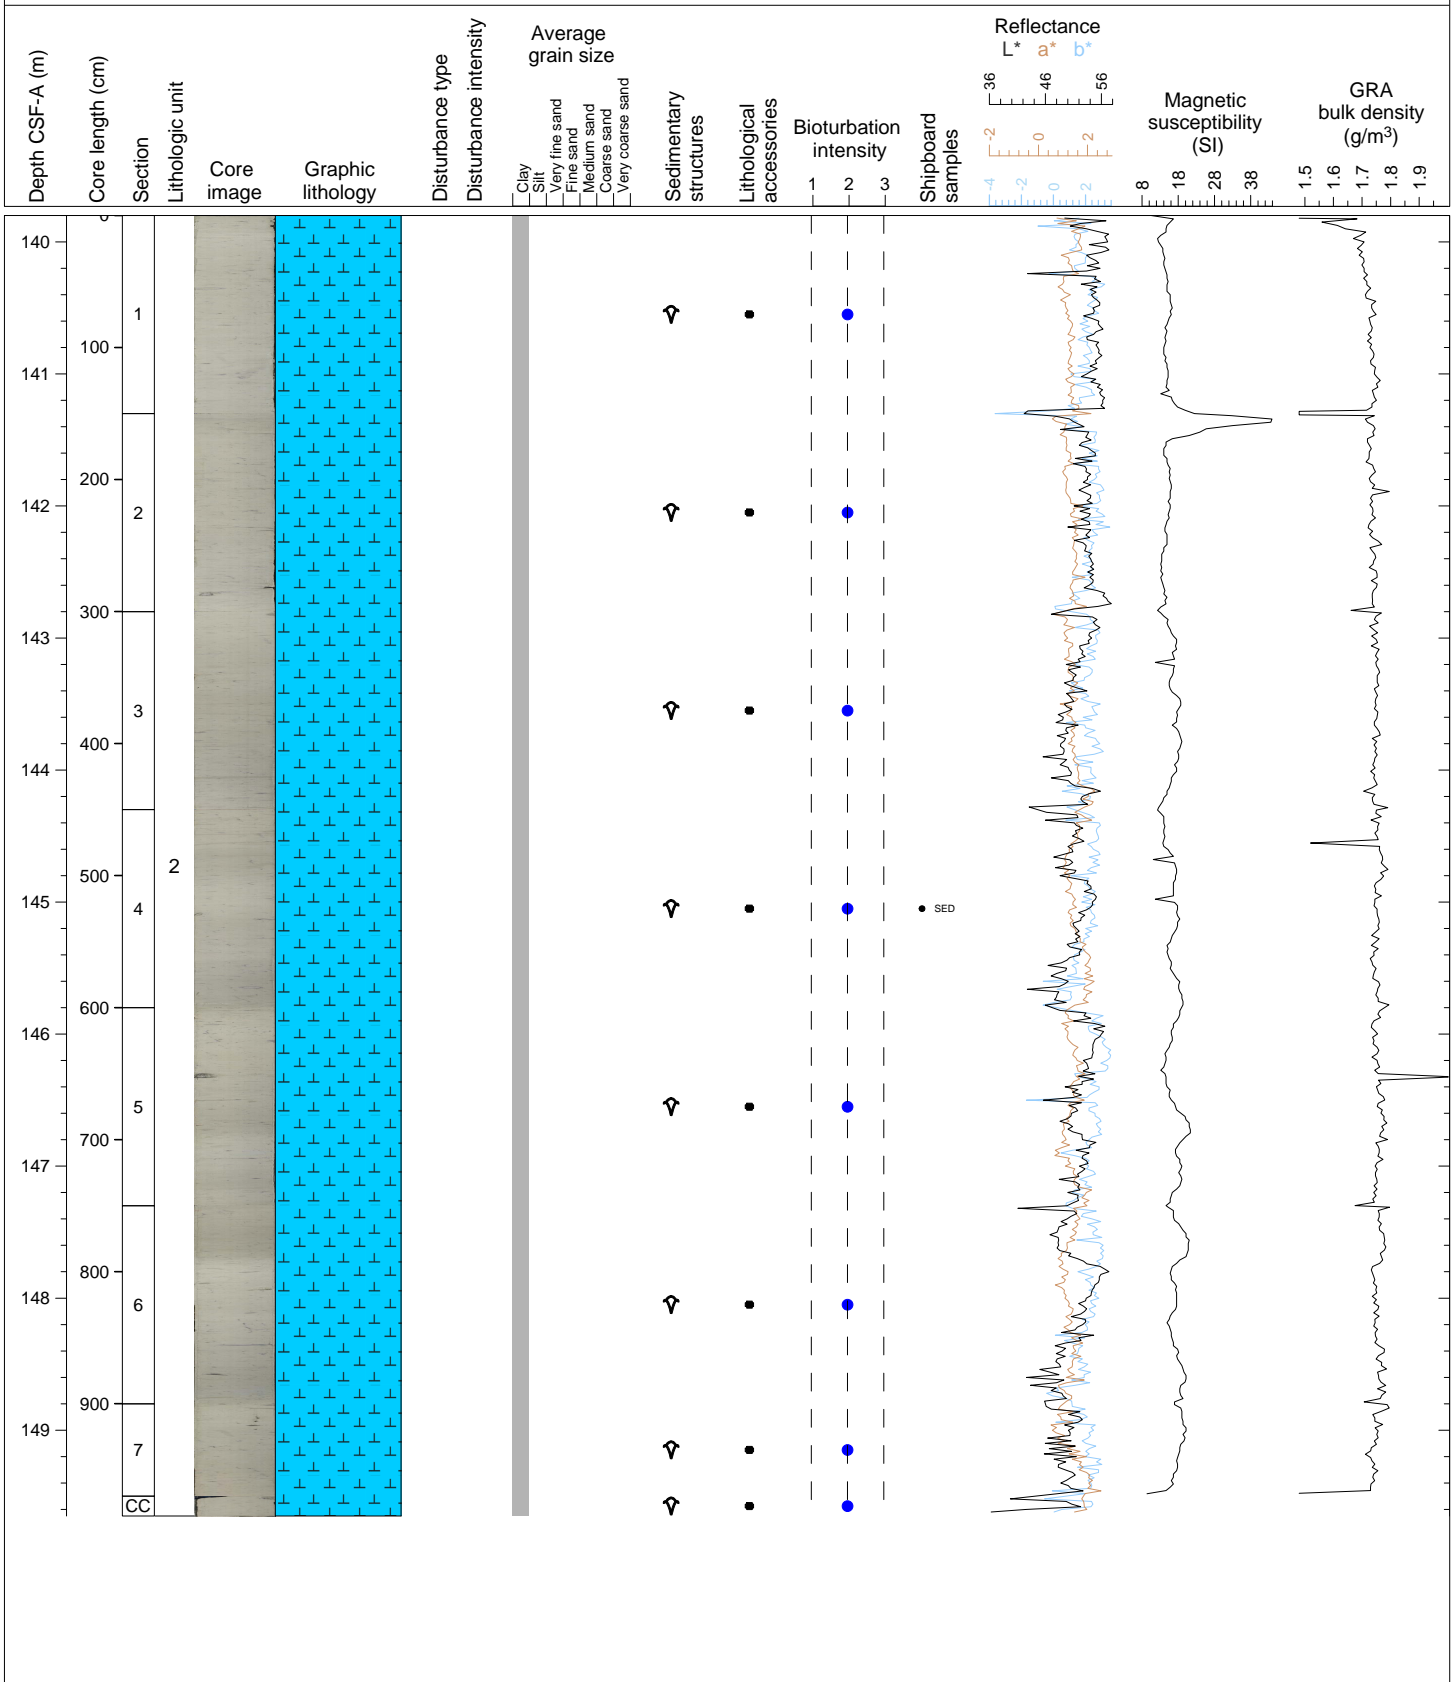 Depth CSF-A (m)
Core length (cm)
Section
Lithologic unit
Core
image
Graphic
lithology
Disturbance type
Disturbance intensity
Average
grain size
Clay
Silt
Very fine sand
Fine sand
Medium sand
Coarse sand
Very coarse sand
Sedimentary
structures
Lithological
accessories
Bioturbation
intensity
1 2 3
Shipboard
samples
Reflectance
L* a* b*
36 46 56
-2 0 2
-4 -2 0 2
Magnetic
susceptibility
(SI)
8 18 28 38
GRA
bulk density
(g/m3)
1.5 1.6 1.7 1.8 1.9
0
140
1
100
141
200
142
2
300
143
3
400
144
2
500
145
4
SED
600
146
5
700
147
800
148
6
900
149
7
CC